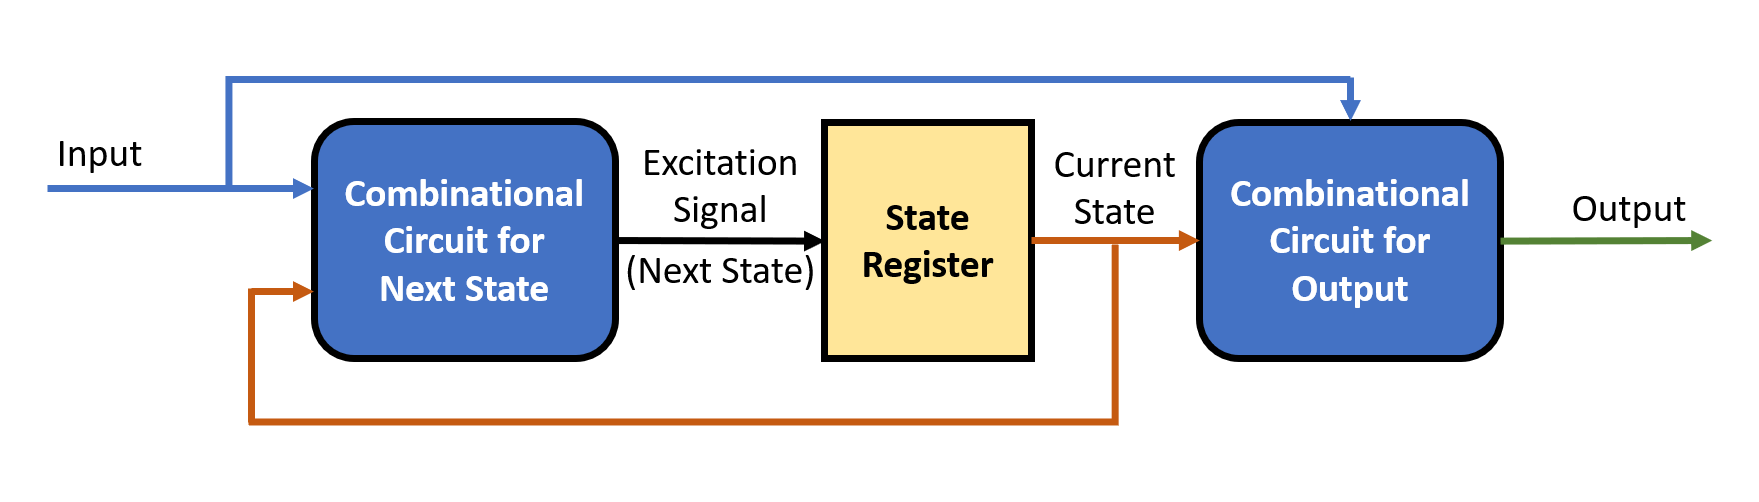 Input
Combinational
Circuit for
Next State
Excitation
Signal
(Next State)
State
Register
Current
State
Combinational
Circuit for
Output
Output